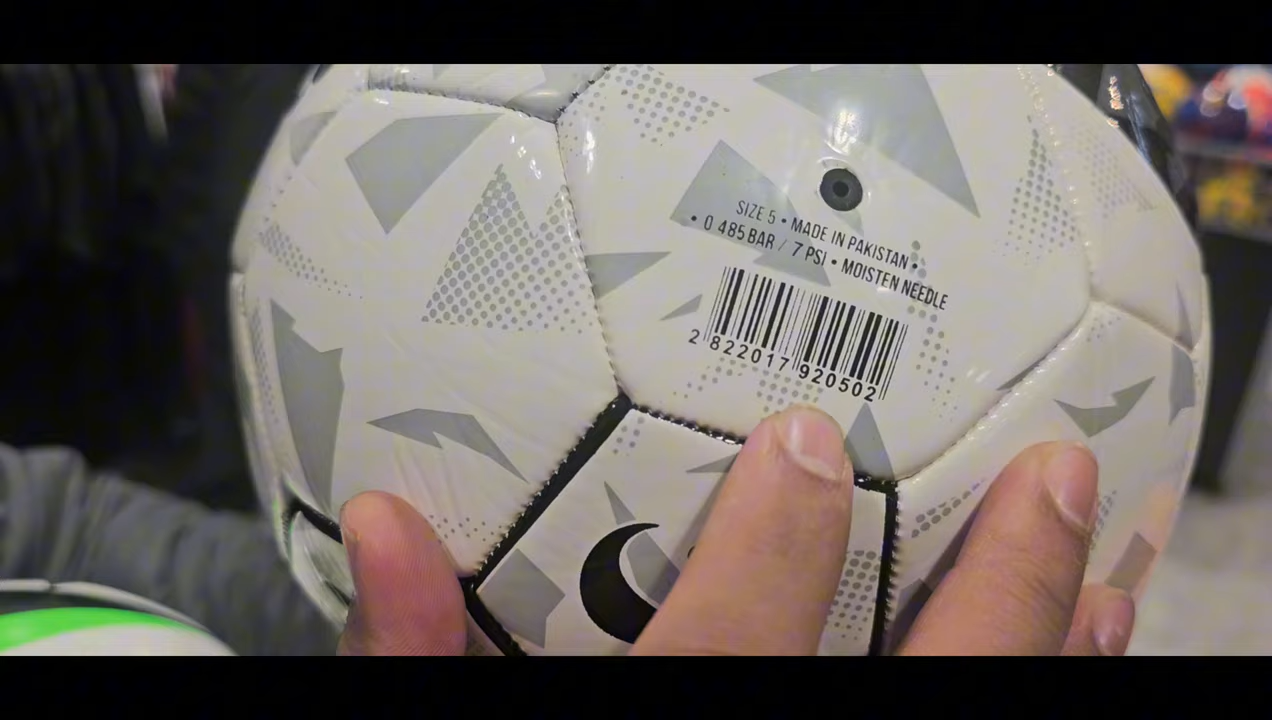 SIZE 5 • MADE IN PAKISTAN •
• 0 485 BAR / 7 PSI • MOISTEN NEEDLE
2 822017 920502